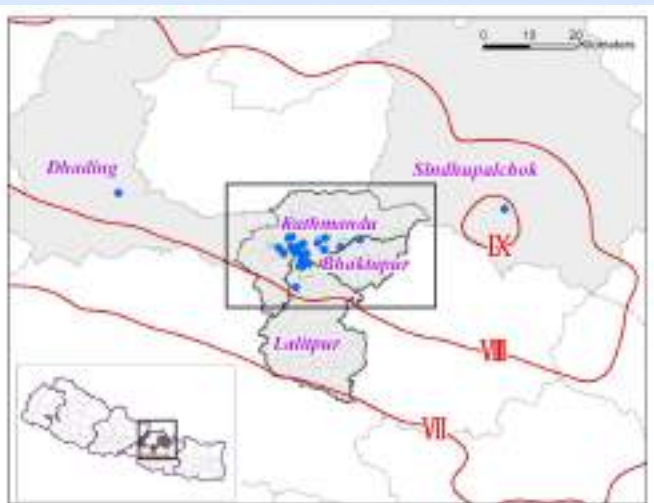 0 10 20
Kilometers
Dhading
Sindhupalchok
Kathmandu
IX
Bhaktapur
Lalitpur
VIII
VII